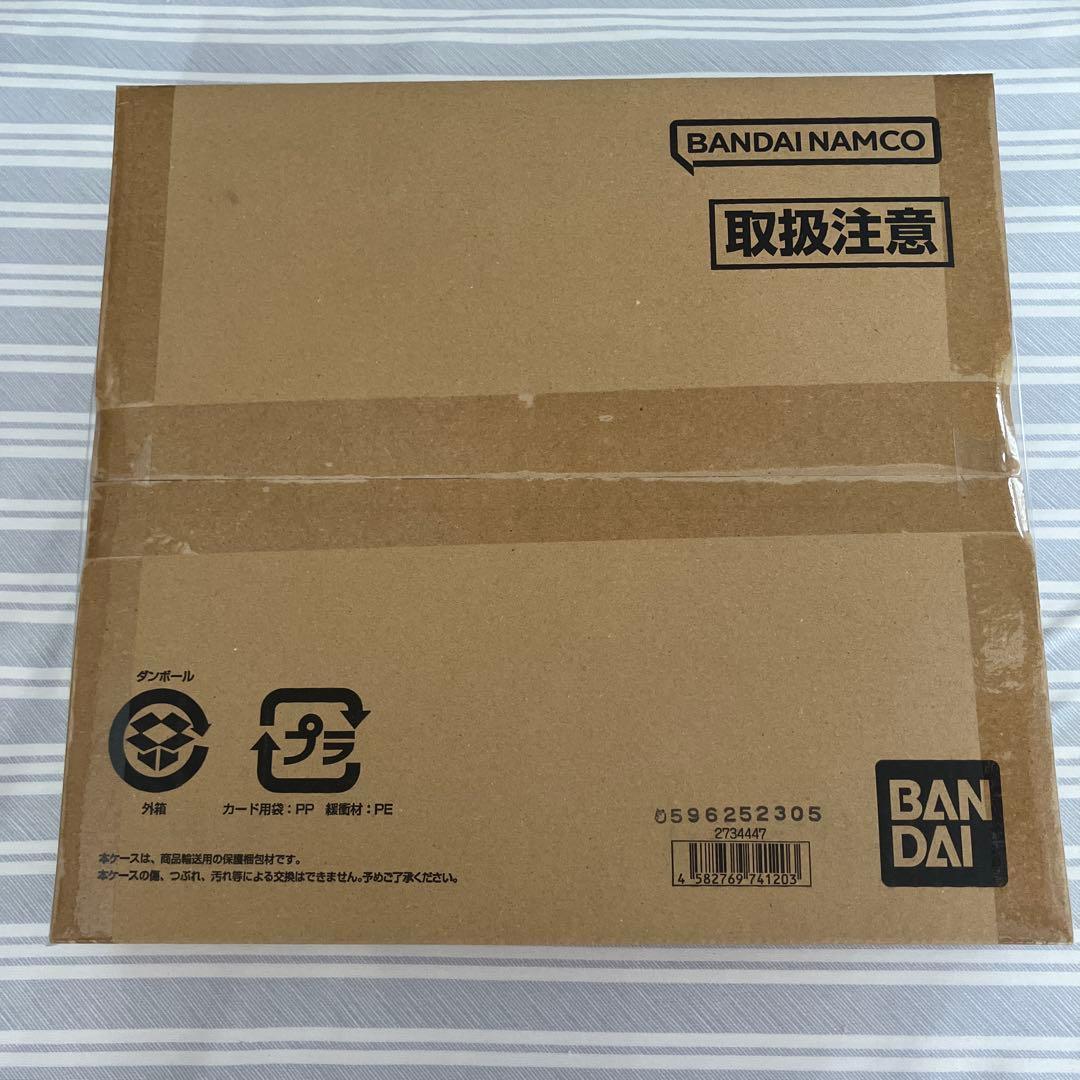 BANDAI NAMCO
取扱注意
ダンボール
プラ
外箱
カード用袋：PP 緩衝材：PE
596252305
2734447
4 582769 741203
BAN
DAI
本ケースは、商品輸送用の保護梱包材です。
本ケースの傷、つぶれ、汚れ等による交換はできません。予めご了承ください。